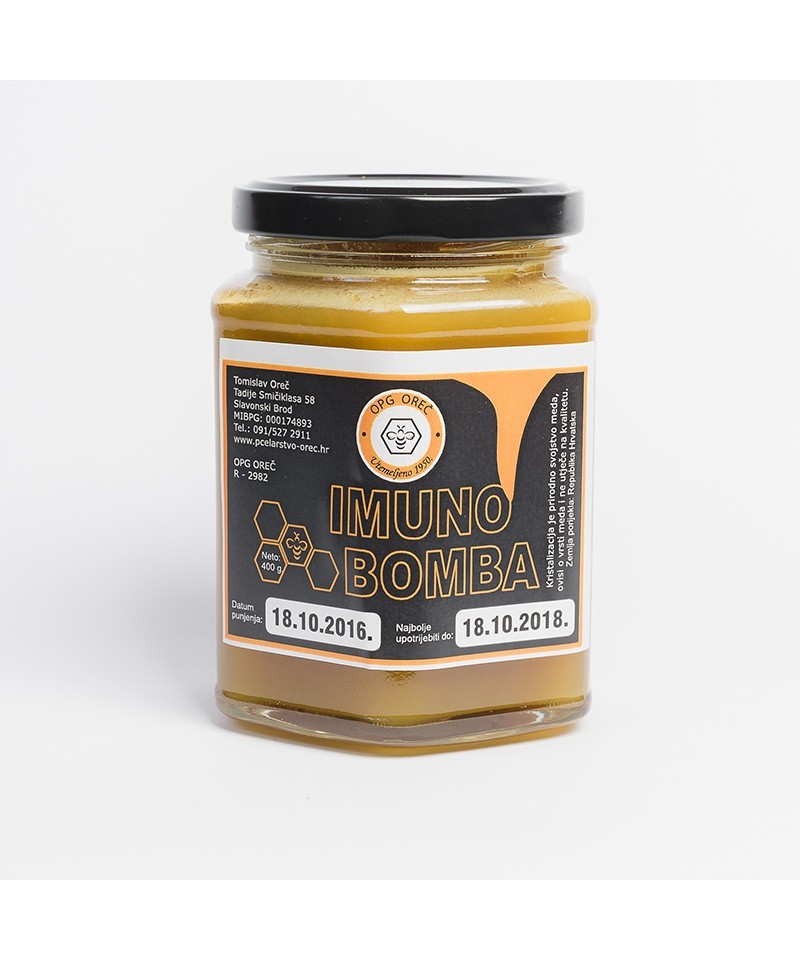 Tomislav Oreč
Tadije Smičiklasa 58
Slavonski Brod
MIBPG: 000174893
Tel.: 091/527 2911
www.pcelarstvo-orec.hr
OPG OREČ
R - 2982
OPG OREČ
Utemeljeno 1950.
IMUNO
BOMBA
Neto:
400 g
Kristalizacija je prirodno svojstvo meda,
ovisi o vrsti meda i ne utječe na kvalitetu.
Zemlja porijekla: Republika Hrvatska
Datum
punjenja: 18.10.2016.
Najbolje
upotrijebiti do: 18.10.2018.